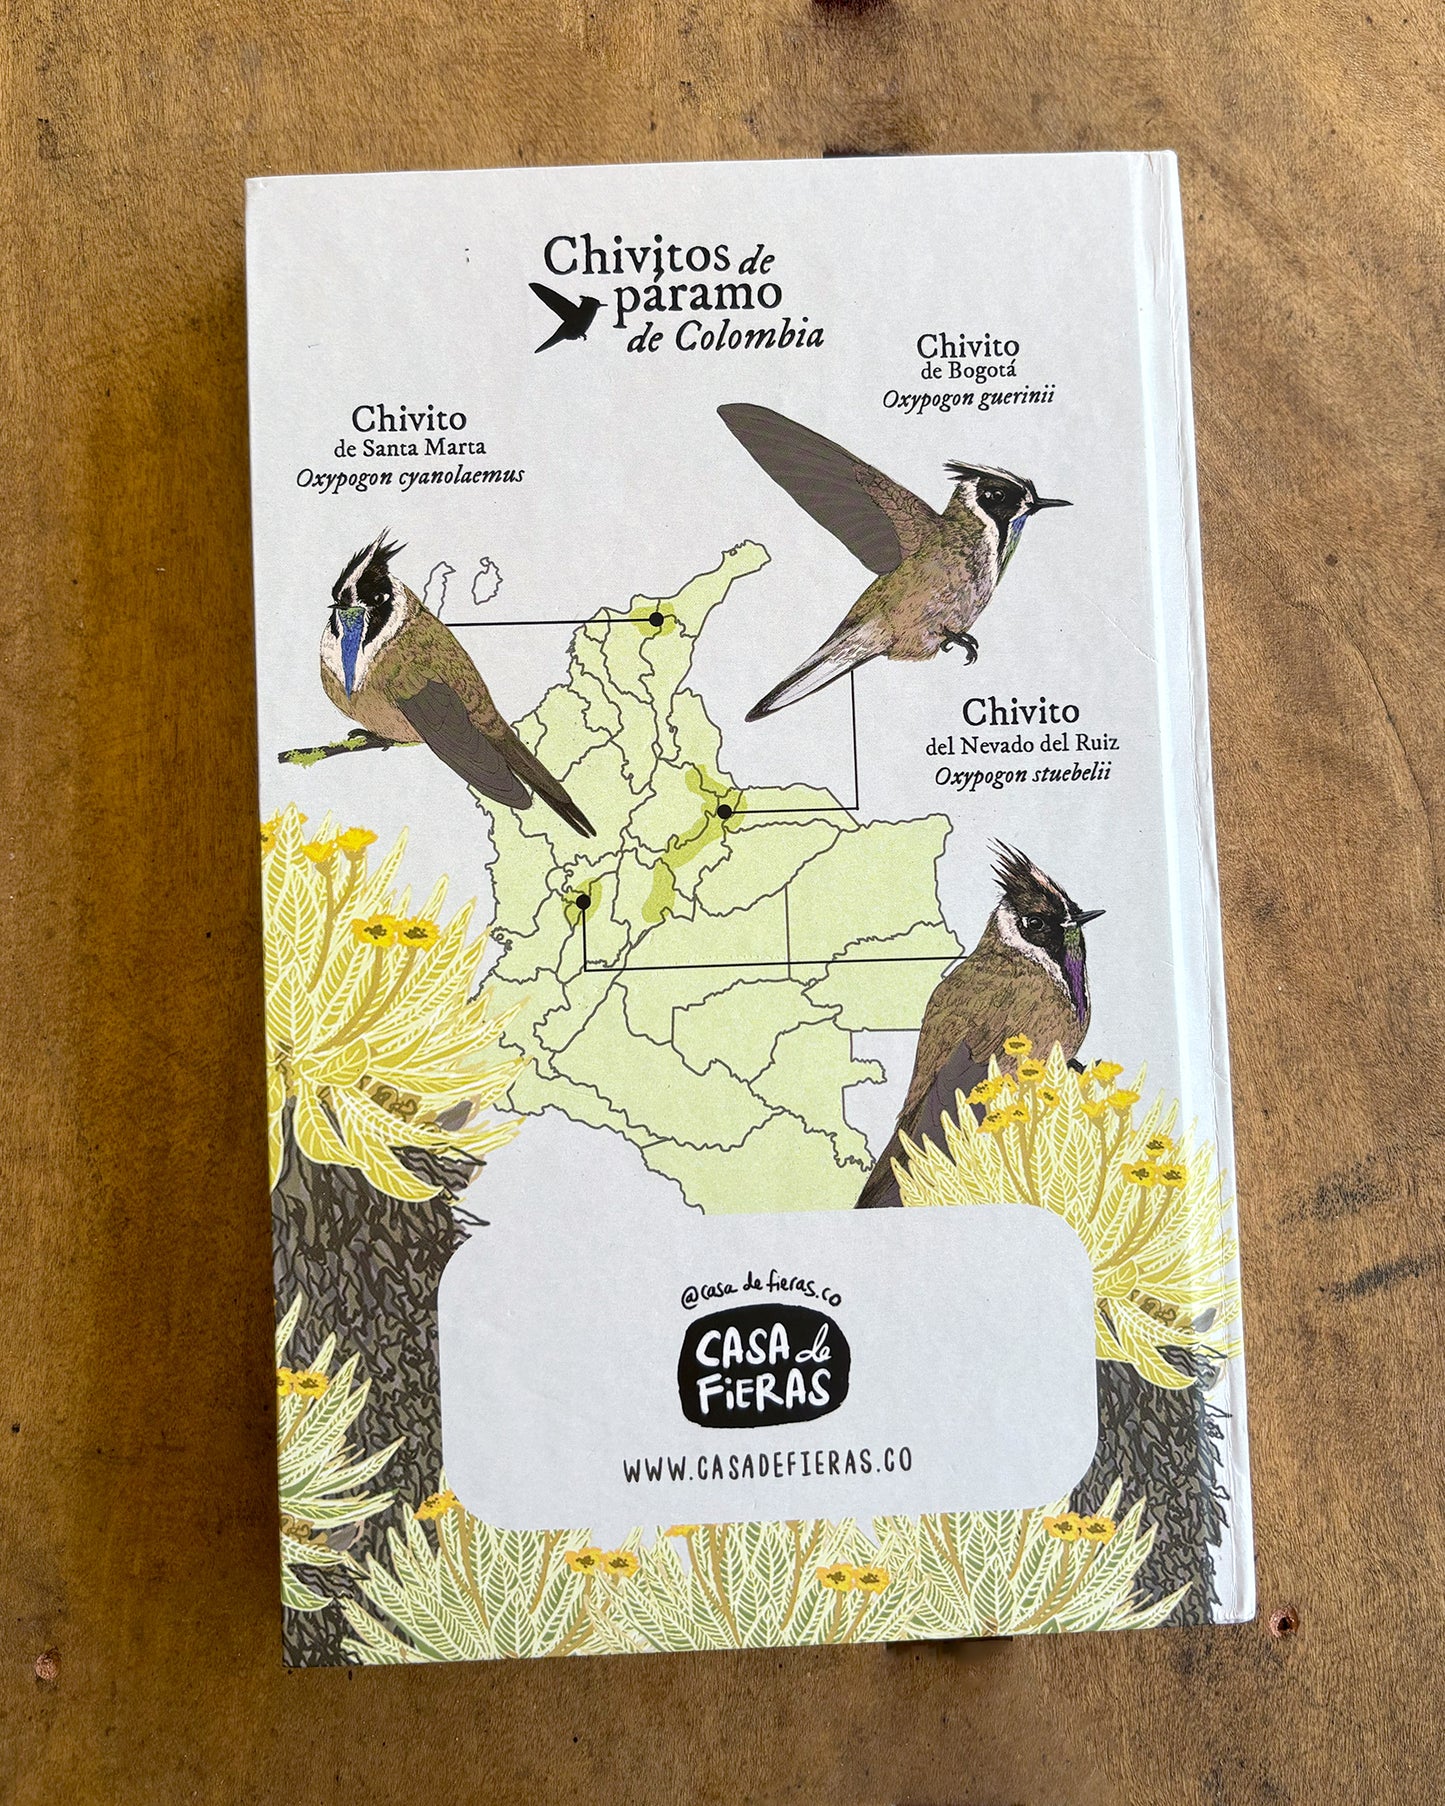 Chivitos de
páramo
de Colombia
Chivito
de Bogotá
Oxypogon guerinii
Chivito
de Santa Marta
Oxypogon cyanolaemus
Chivito
del Nevado del Ruiz
Oxypogon stuebelii
@casa de fieras.co
CASA de
FiERAS
WWW.CASADEFIERAS.CO